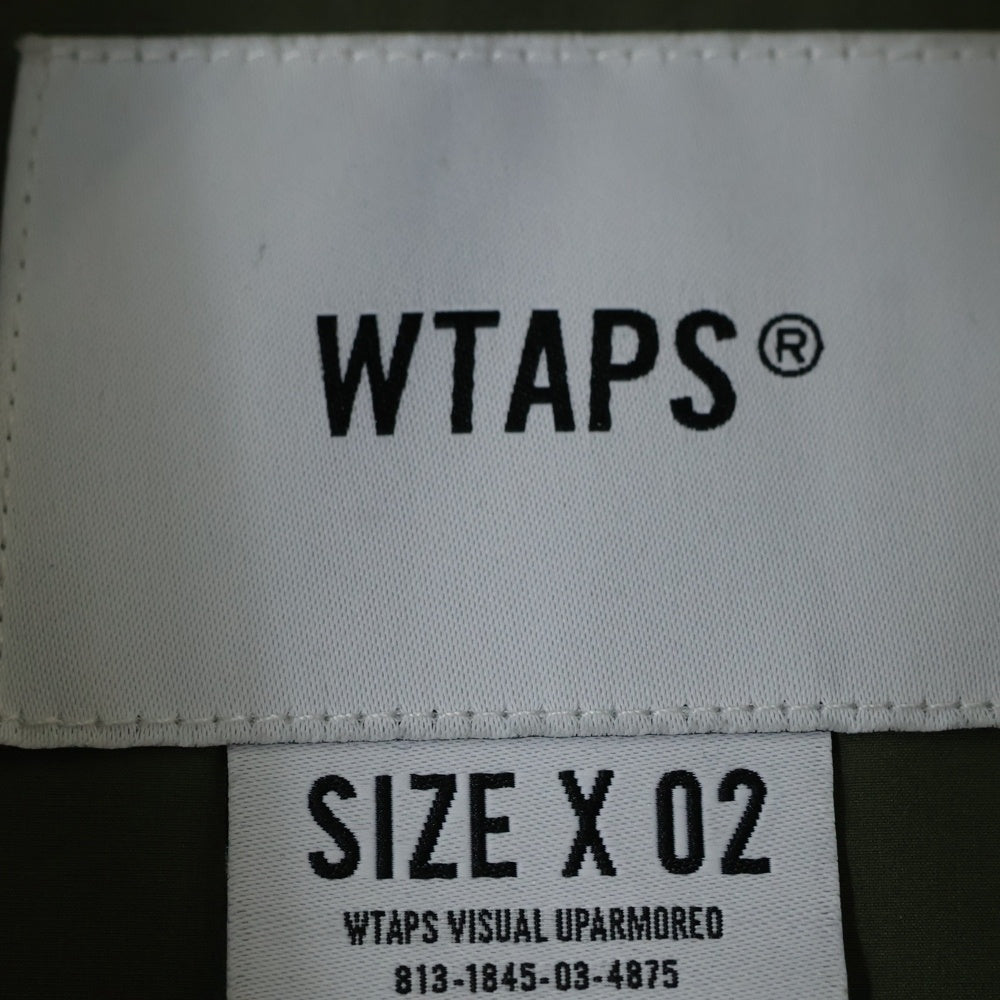 WTAPS®
SIZE X 02
WTAPS VISUAL UPARMORED
813-1845-03-4875